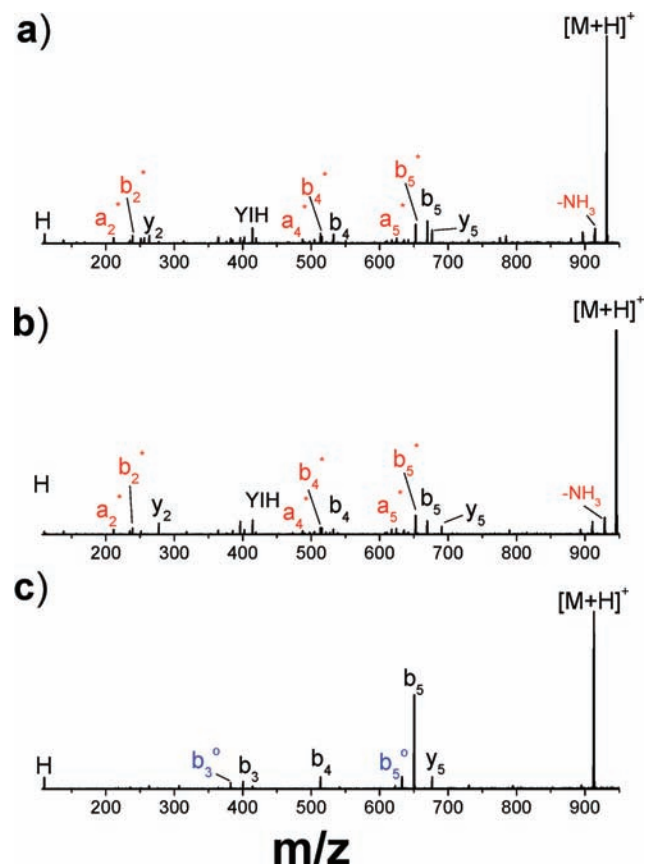 a)
[M+H]⁺
b₅*
b₄*
b₂*
a₅*
b₅
-NH₃
a₂*
y₂
YIH
a₄*
b₄
y₅
H
200 300 400 500 600 700 800 900
b)
[M+H]⁺
b₂*
b₄*
b₅*
H
a₂*
y₂
YIH
a₄*
b₄
a₅*
b₅
y₅
-NH₃
200 300 400 500 600 700 800 900
c)
[M+H]⁺
b₅
H
b₃°
b₃
b₄
b₅°
y₅
200 300 400 500 600 700 800 900
m/z